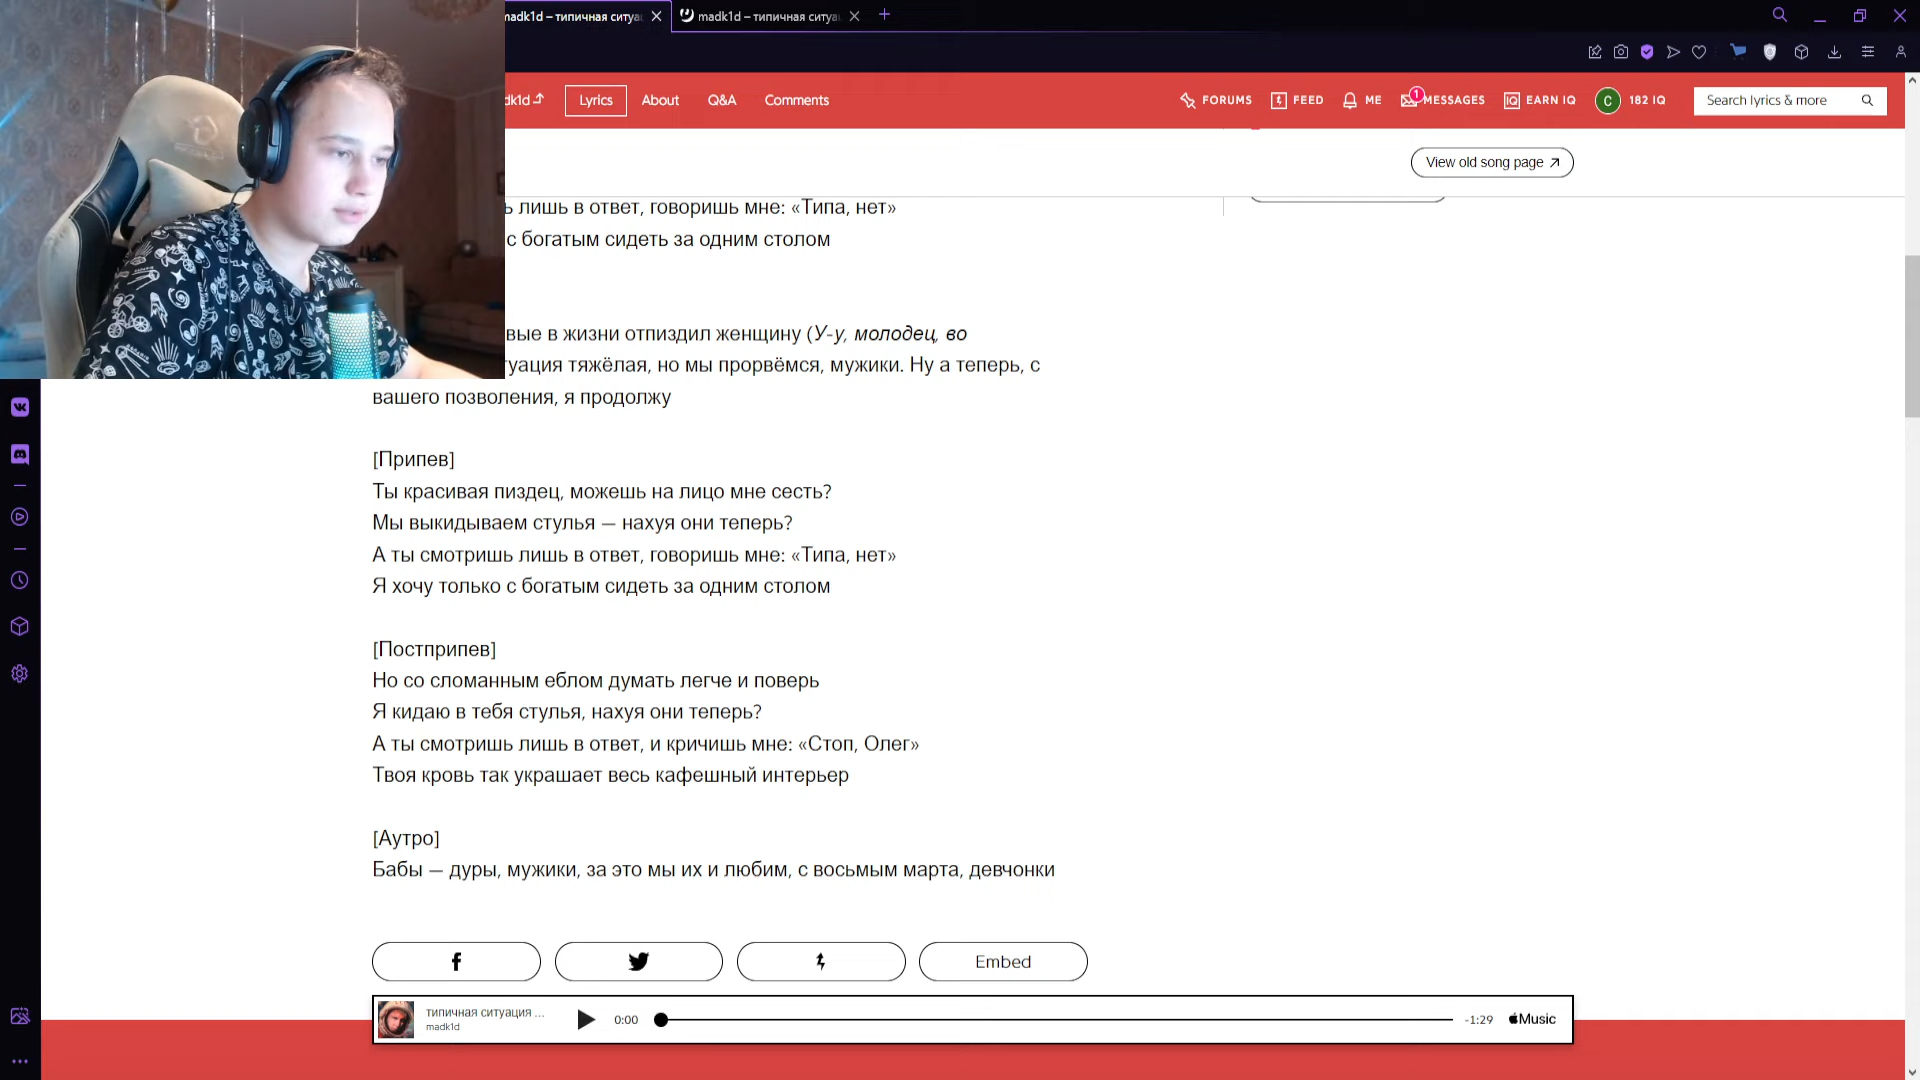 madk1d – типичная ситуа
madk1d – типичная ситуац
dk1d
Lyrics
About
Q&A
Comments
FORUMS
FEED
ME
1
MESSAGES
IQ
EARN IQ
C
182 IQ
Search lyrics & more
View old song page
ь лишь в ответ, говоришь мне: «Типа, нет»
с богатым сидеть за одним столом
вые в жизни отпиздил женщину (У-у, молодец, во
туация тяжёлая, но мы прорвёмся, мужики. Ну а теперь, с
вашего позволения, я продолжу
[Припев]
Ты красивая пиздец, можешь на лицо мне сесть?
Мы выкидываем стулья — нахуя они теперь?
А ты смотришь лишь в ответ, говоришь мне: «Типа, нет»
Я хочу только с богатым сидеть за одним столом
[Постприпев]
Но со сломанным еблом думать легче и поверь
Я кидаю в тебя стулья, нахуя они теперь?
А ты смотришь лишь в ответ, и кричишь мне: «Стоп, Олег»
Твоя кровь так украшает весь кафешный интерьер
[Аутро]
Бабы — дуры, мужики, за это мы их и любим, с восьмым марта, девчонки
Embed
типичная ситуация ...
madk1d
0:00
-1:29
Music